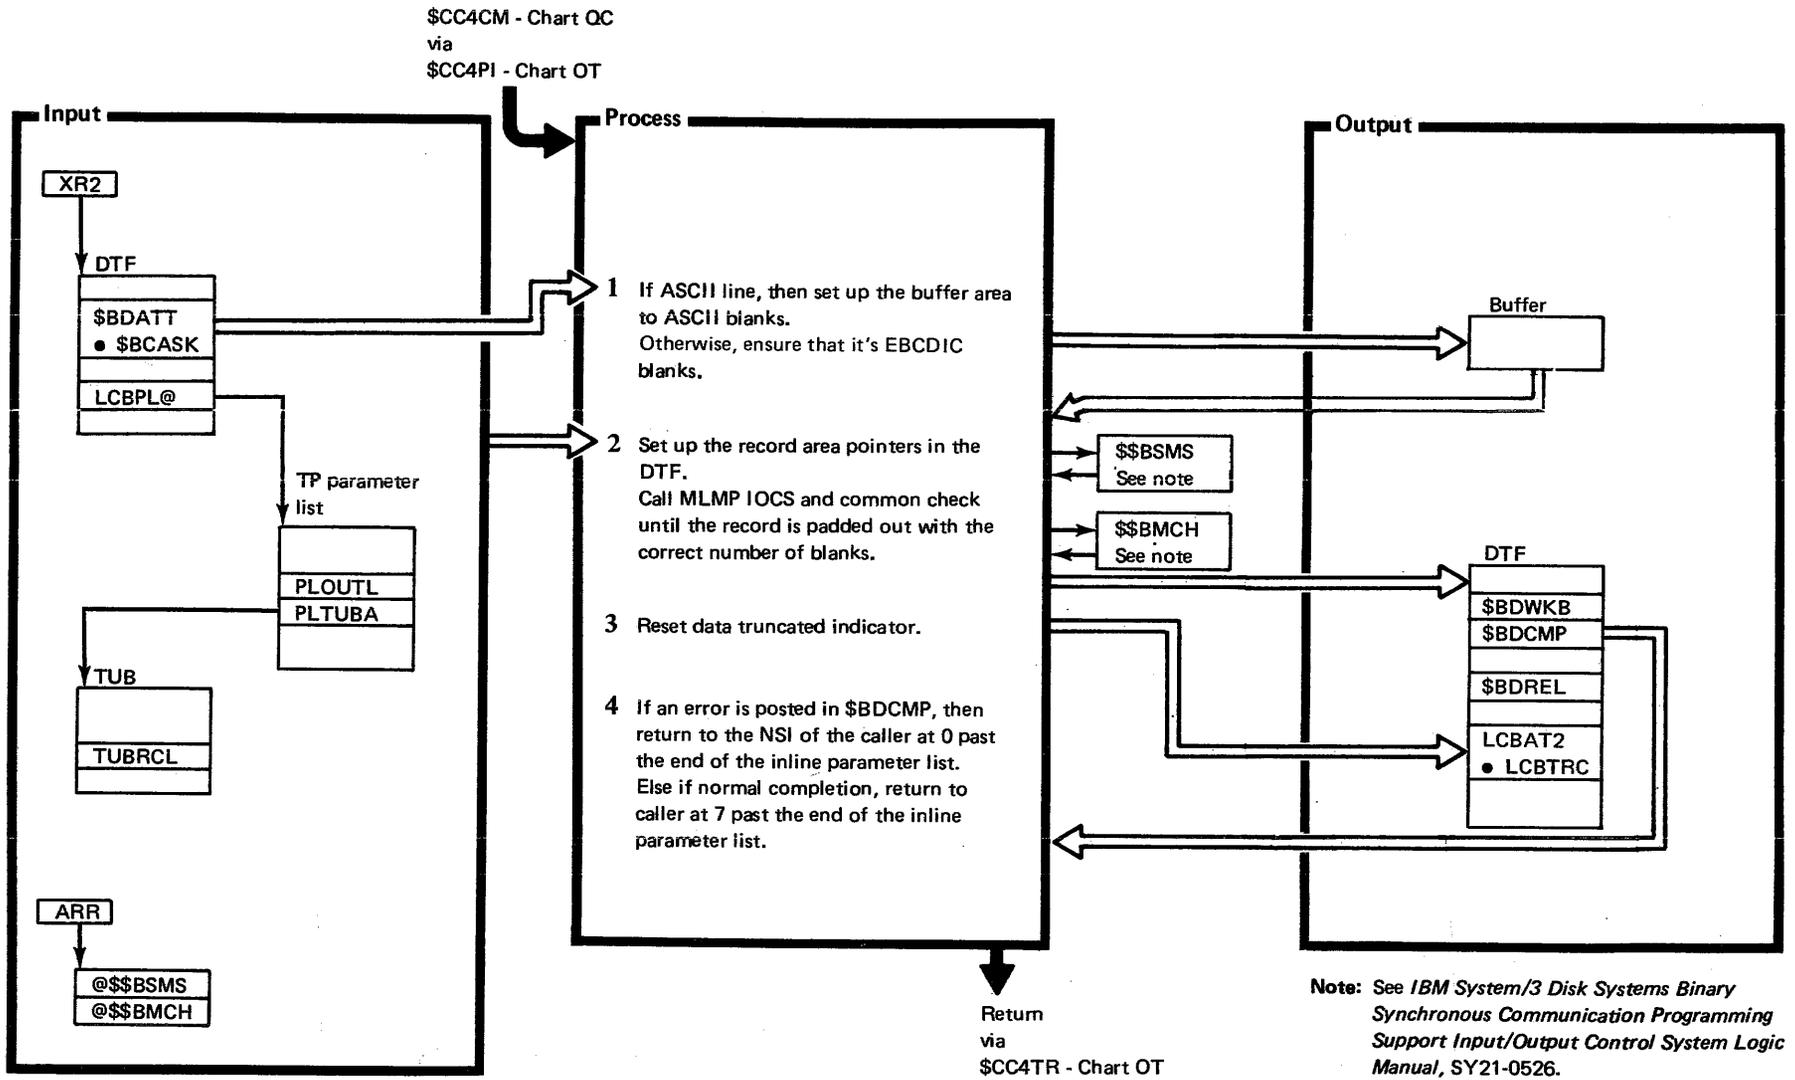 $CC4CM - Chart QC
via
$CC4PI - Chart OT
Input
XR2
DTF
$BDATT
● $BCASK
LCBPL@
TP parameter
list
PLOUTL
PLTUBA
TUB
TUBRCL
ARR
@$$BSMS
@$$BMCH
Process
1 If ASCII line, then set up the buffer area
to ASCII blanks.
Otherwise, ensure that it's EBCDIC
blanks.
2 Set up the record area pointers in the
DTF.
Call MLMP IOCS and common check
until the record is padded out with the
correct number of blanks.
3 Reset data truncated indicator.
4 If an error is posted in $BDCMP, then
return to the NSI of the caller at 0 past
the end of the inline parameter list.
Else if normal completion, return to
caller at 7 past the end of the inline
parameter list.
$$BSMS
See note
$$BMCH
See note
Output
Buffer
DTF
$BDWKB
$BDCMP
$BDREL
LCBAT2
● LCBTRC
Return
via
$CC4TR - Chart OT
Note: See IBM System/3 Disk Systems Binary
Synchronous Communication Programming
Support Input/Output Control System Logic
Manual, SY21-0526.